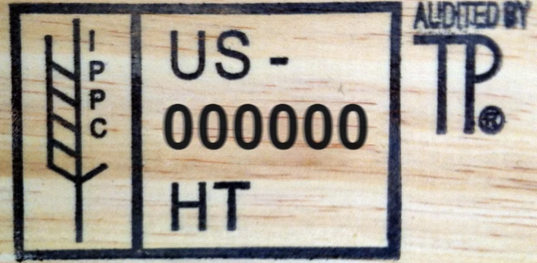 IPPC
US -
000000
HT
AUDITED BY
TP®